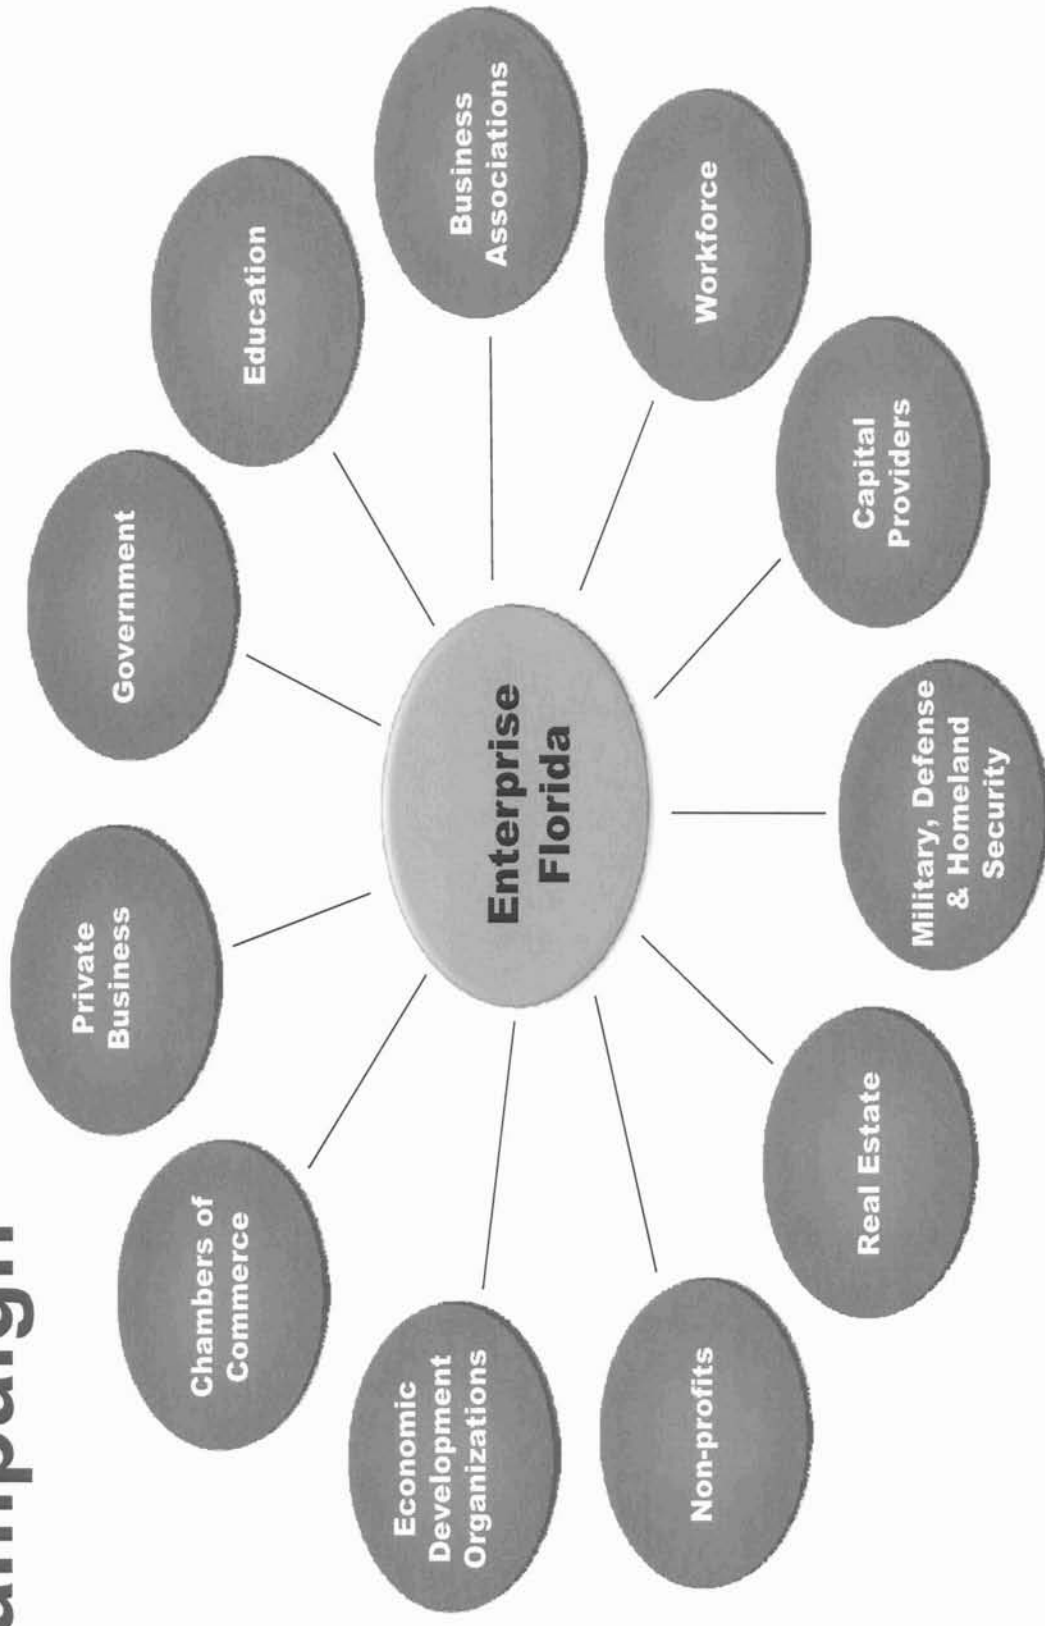 Private
Business
Government
Chambers of
Commerce
Education
Economic
Development
Organizations
Business
Associations
Enterprise
Florida
Non-profits
Workforce
Real Estate
Capital
Providers
Military, Defense
& Homeland
Security